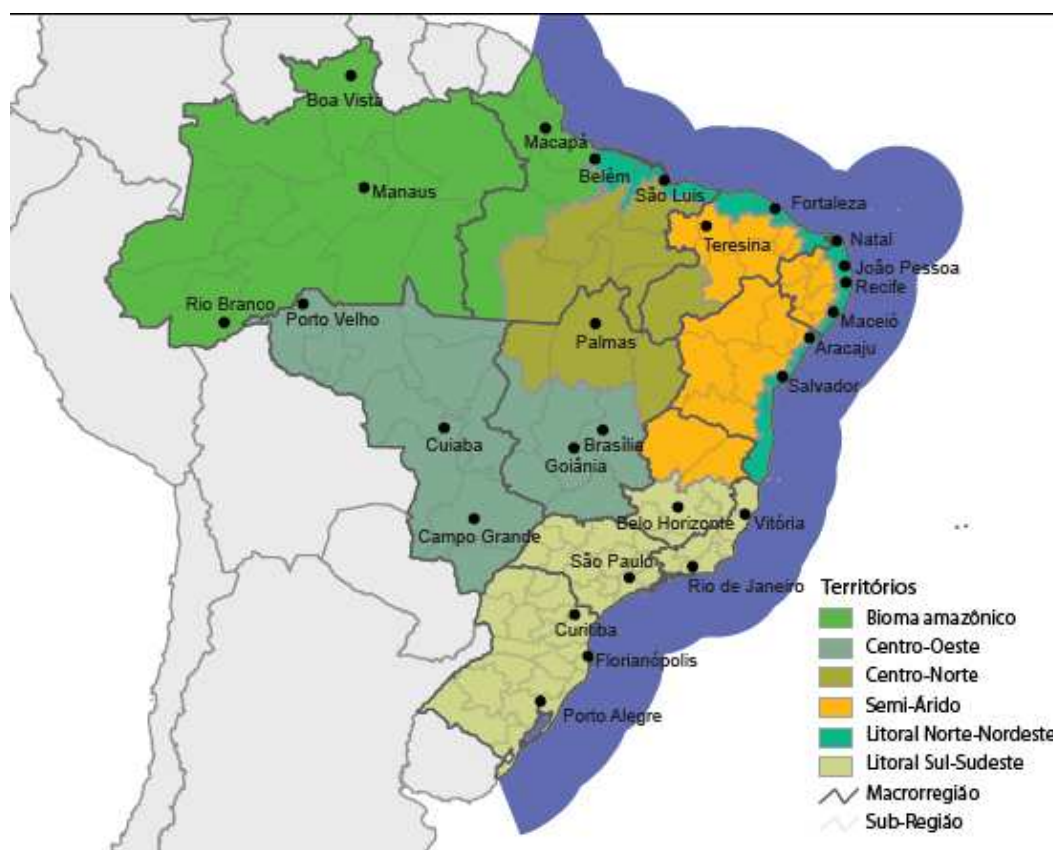 Boa Vista
Macapá
Belém
São Luis
Manaus
Fortaleza
Teresina
Natal
João Pessoa
Recife
Rio Branco
Porto Velho
Maceió
Palmas
Aracaju
Salvador
Cuiaba
Brasília
Goiânia
Campo Grande
Belo Horizonte
Vitória
São Paulo
Rio de Janeiro
Curitiba
Florianópolis
Porto Alegre
Territórios
Bioma amazônico
Centro-Oeste
Centro-Norte
Semi-Árido
Litoral Norte-Nordeste
Litoral Sul-Sudeste
Macrorregião
Sub-Região